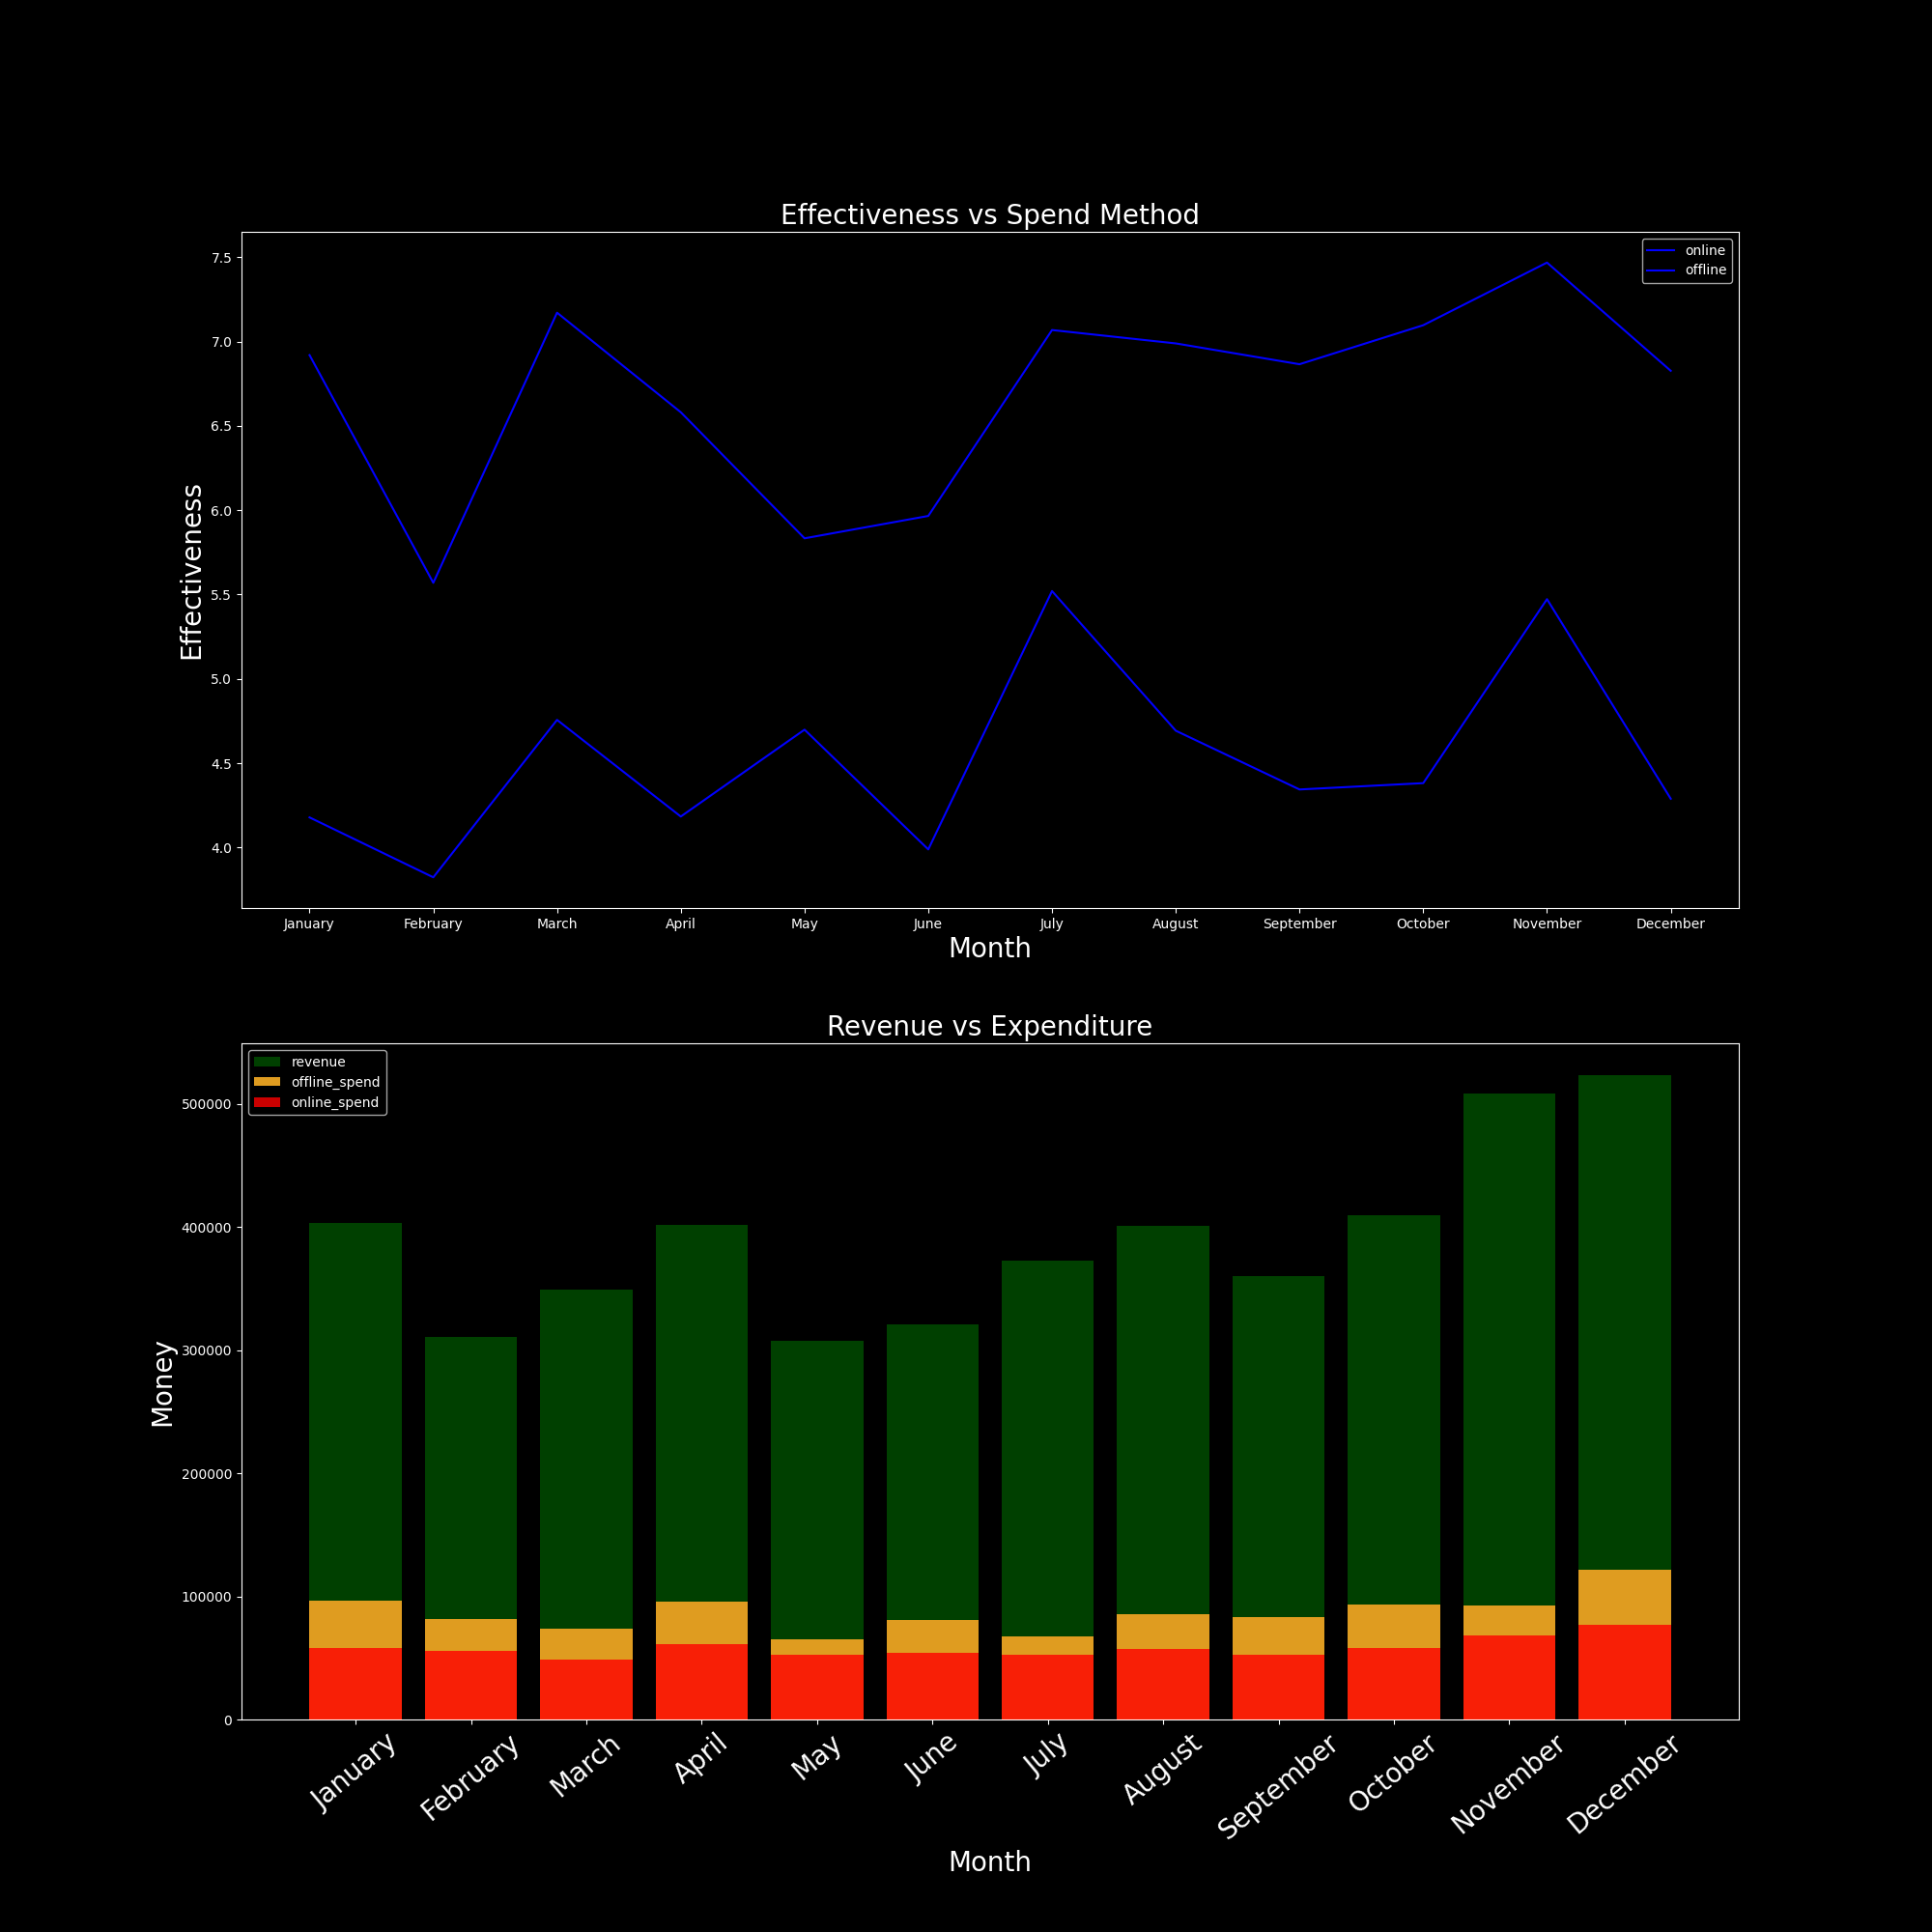 Effectiveness vs Spend Method
online
offline
7.5
7.0
6.5
6.0
5.5
5.0
4.5
4.0
Effectiveness
January February March April May June July August September October November December
Month
Revenue vs Expenditure
revenue
offline_spend
online_spend
500000
400000
300000
200000
100000
0
Money
January February March April May June July August September October November December
Month